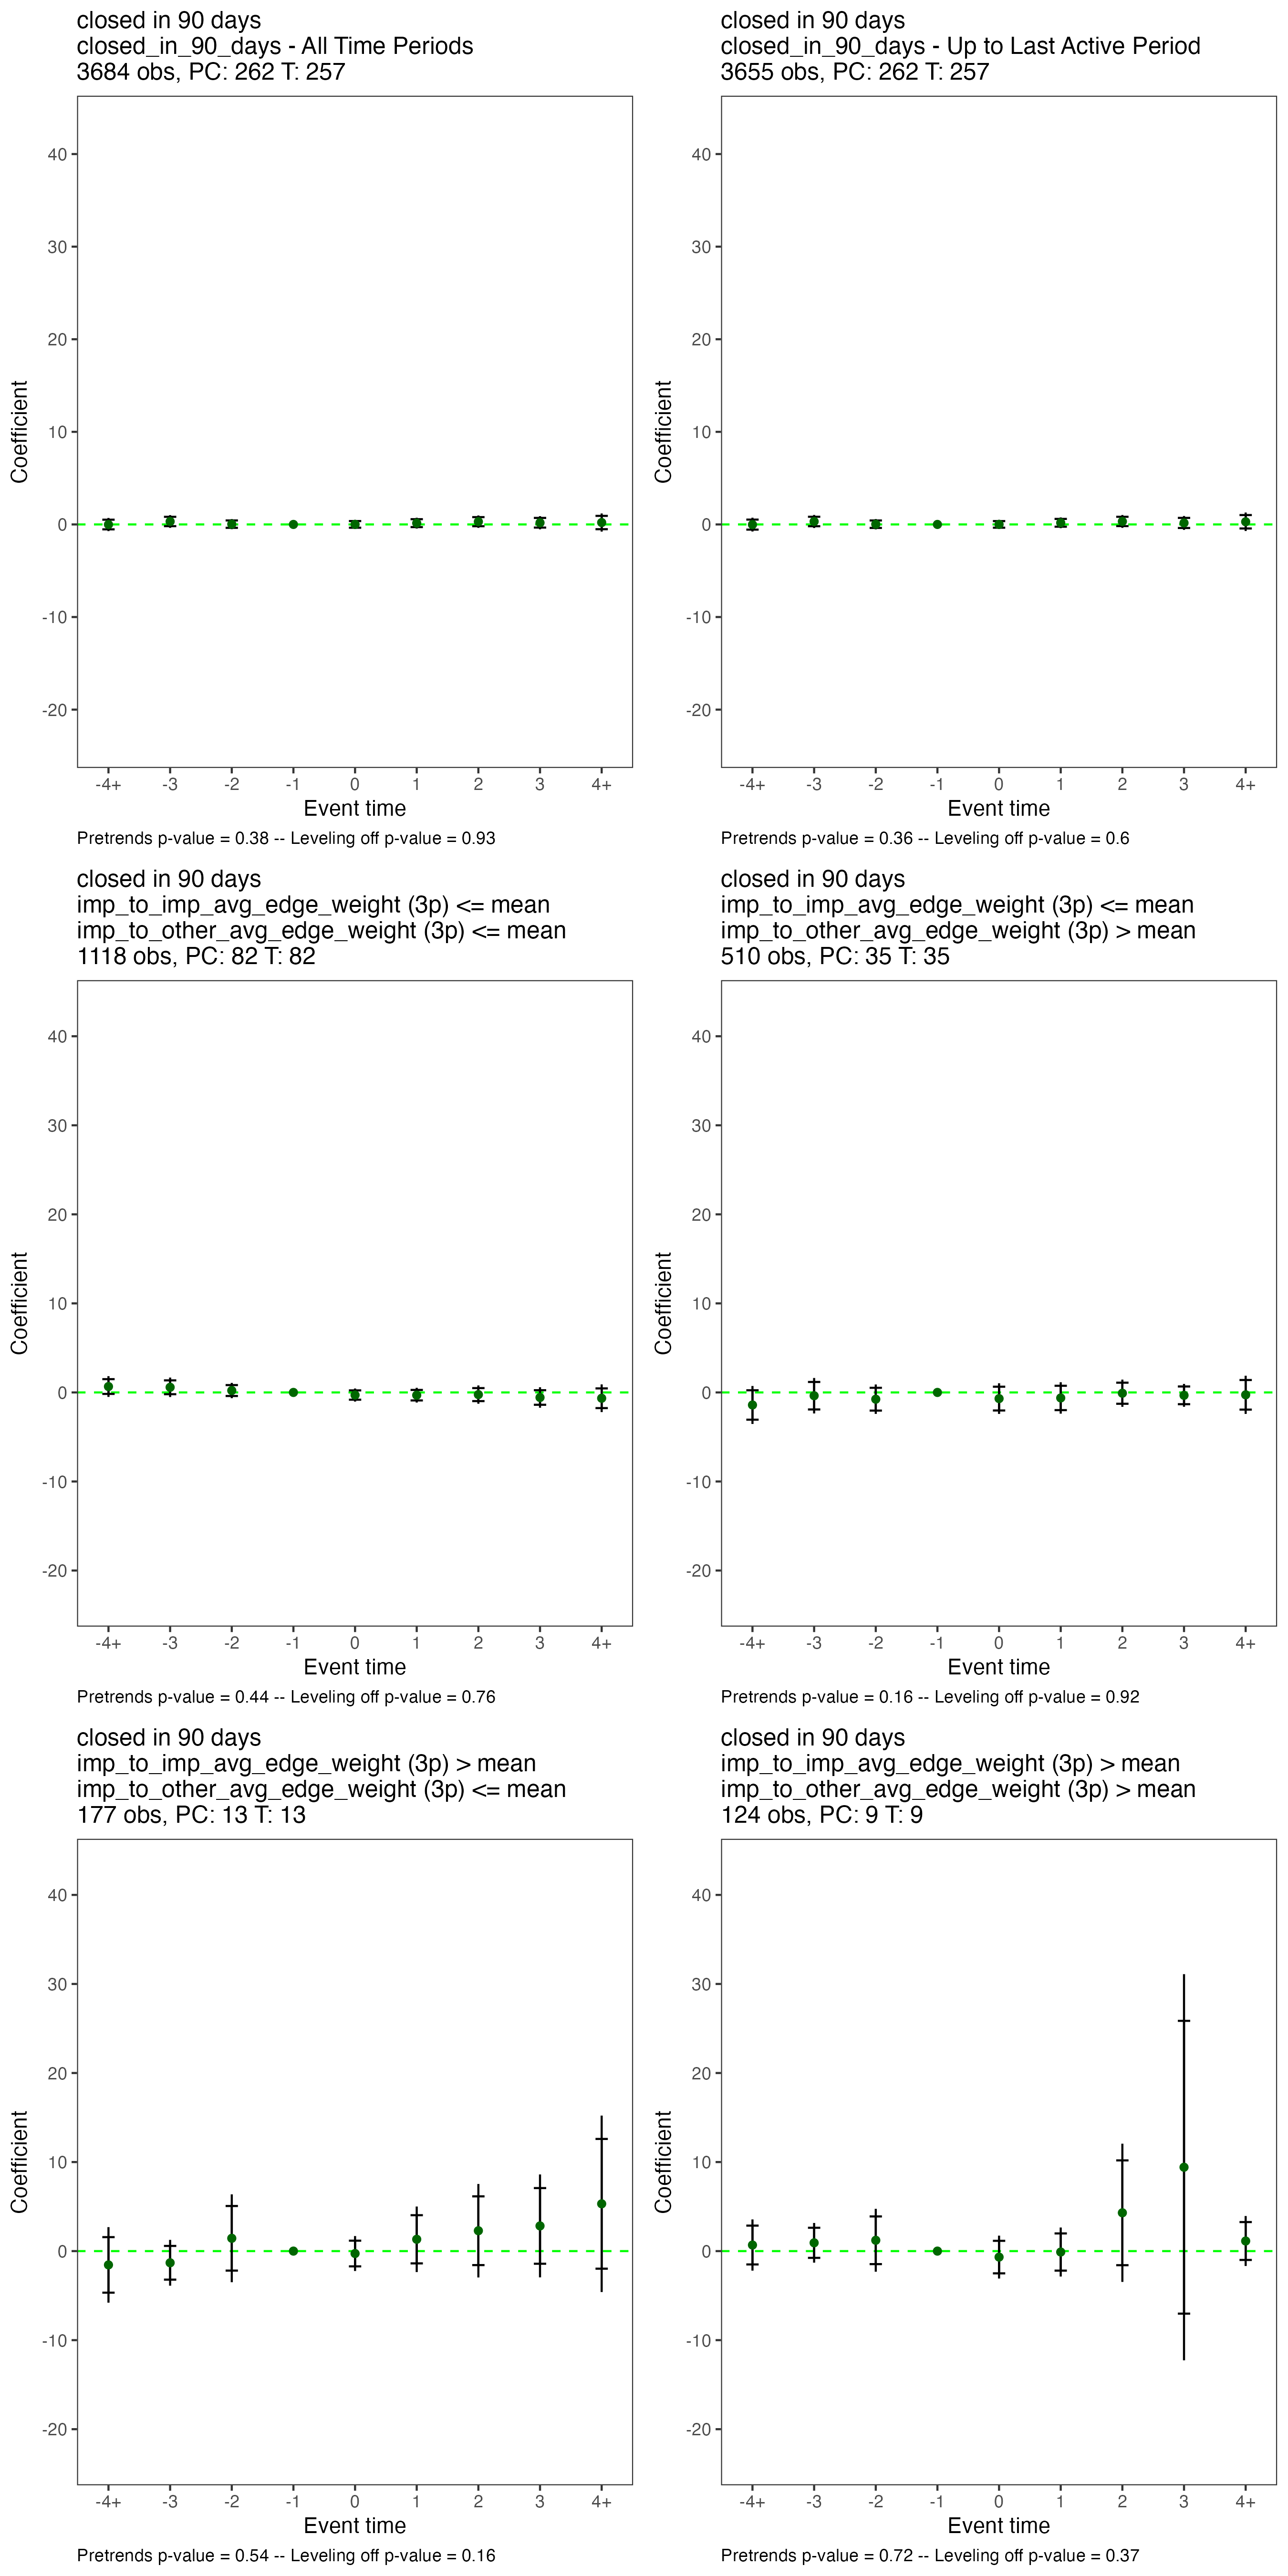 closed in 90 days
closed_in_90_days - All Time Periods
3684 obs, PC: 262 T: 257
40
30
20
10
0
-10
-20
Coefficient
-4+ -3 -2 -1 0 1 2 3 4+
Event time
Pretrends p-value = 0.38 -- Leveling off p-value = 0.93
closed in 90 days
closed_in_90_days - Up to Last Active Period
3655 obs, PC: 262 T: 257
40
30
20
10
0
-10
-20
Coefficient
-4+ -3 -2 -1 0 1 2 3 4+
Event time
Pretrends p-value = 0.36 -- Leveling off p-value = 0.6
closed in 90 days
imp_to_imp_avg_edge_weight (3p) <= mean
imp_to_other_avg_edge_weight (3p) <= mean
1118 obs, PC: 82 T: 82
40
30
20
10
0
-10
-20
Coefficient
-4+ -3 -2 -1 0 1 2 3 4+
Event time
Pretrends p-value = 0.44 -- Leveling off p-value = 0.76
closed in 90 days
imp_to_imp_avg_edge_weight (3p) <= mean
imp_to_other_avg_edge_weight (3p) > mean
510 obs, PC: 35 T: 35
40
30
20
10
0
-10
-20
Coefficient
-4+ -3 -2 -1 0 1 2 3 4+
Event time
Pretrends p-value = 0.16 -- Leveling off p-value = 0.92
closed in 90 days
imp_to_imp_avg_edge_weight (3p) > mean
imp_to_other_avg_edge_weight (3p) <= mean
177 obs, PC: 13 T: 13
40
30
20
10
0
-10
-20
Coefficient
-4+ -3 -2 -1 0 1 2 3 4+
Event time
Pretrends p-value = 0.54 -- Leveling off p-value = 0.16
closed in 90 days
imp_to_imp_avg_edge_weight (3p) > mean
imp_to_other_avg_edge_weight (3p) > mean
124 obs, PC: 9 T: 9
40
30
20
10
0
-10
-20
Coefficient
-4+ -3 -2 -1 0 1 2 3 4+
Event time
Pretrends p-value = 0.72 -- Leveling off p-value = 0.37